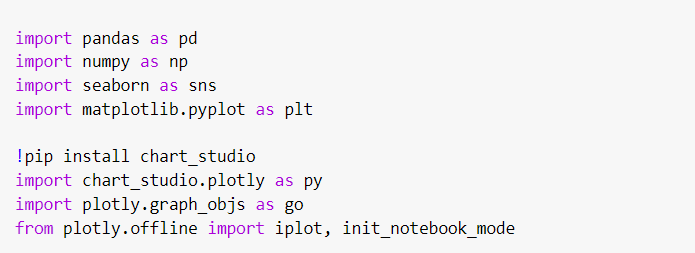 import pandas as pd
import numpy as np
import seaborn as sns
import matplotlib.pyplot as plt
!pip install chart_studio
import chart_studio.plotly as py
import plotly.graph_objs as go
from plotly.offline import iplot, init_notebook_mode